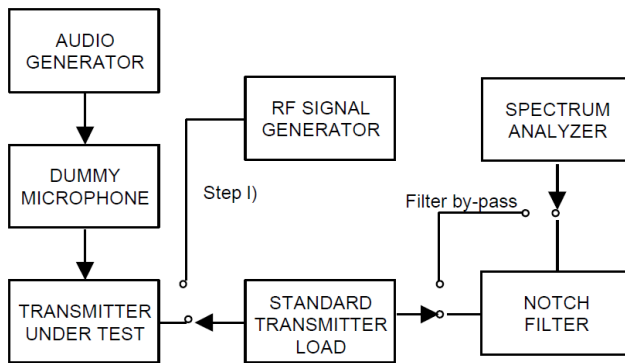 AUDIO
GENERATOR
RF SIGNAL
GENERATOR
SPECTRUM
ANALYZER
DUMMY
MICROPHONE
Step I)
Filter by-pass
TRANSMITTER
UNDER TEST
STANDARD
TRANSMITTER
LOAD
NOTCH
FILTER